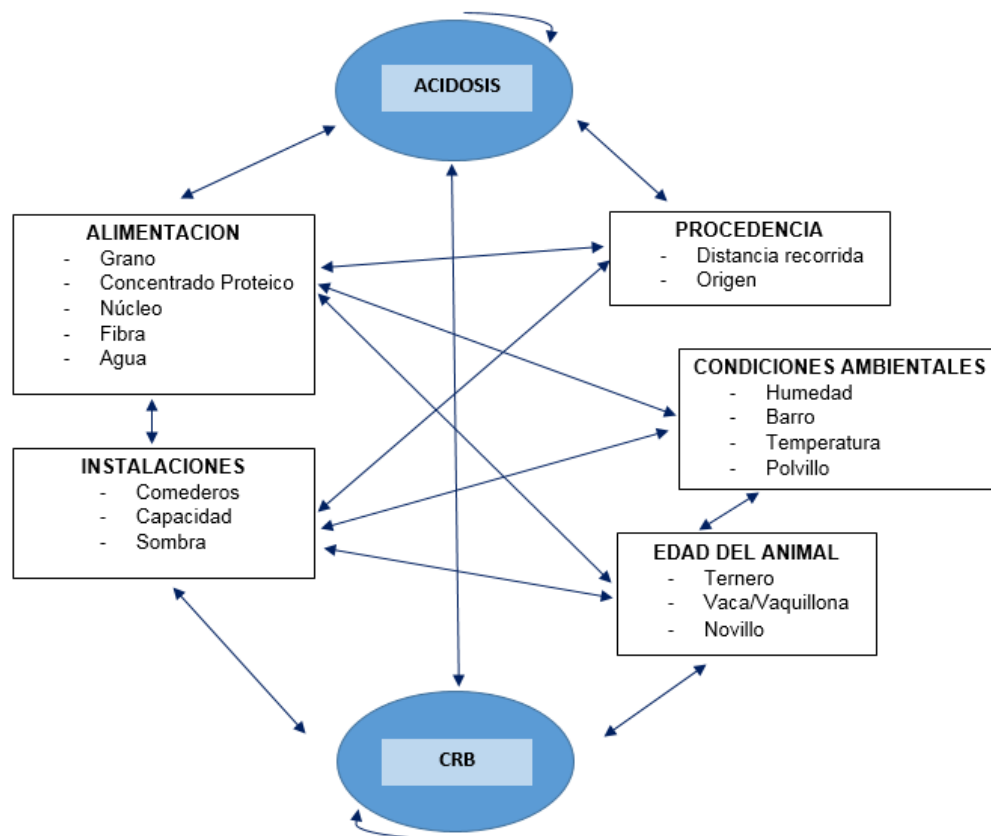 ACIDOSIS
ALIMENTACION
- Grano
- Concentrado Proteico
- Núcleo
- Fibra
- Agua
PROCEDENCIA
- Distancia recorrida
- Origen
CONDICIONES AMBIENTALES
- Humedad
- Barro
- Temperatura
- Polvillo
INSTALACIONES
- Comederos
- Capacidad
- Sombra
EDAD DEL ANIMAL
- Ternero
- Vaca/Vaquillona
- Novillo
CRB